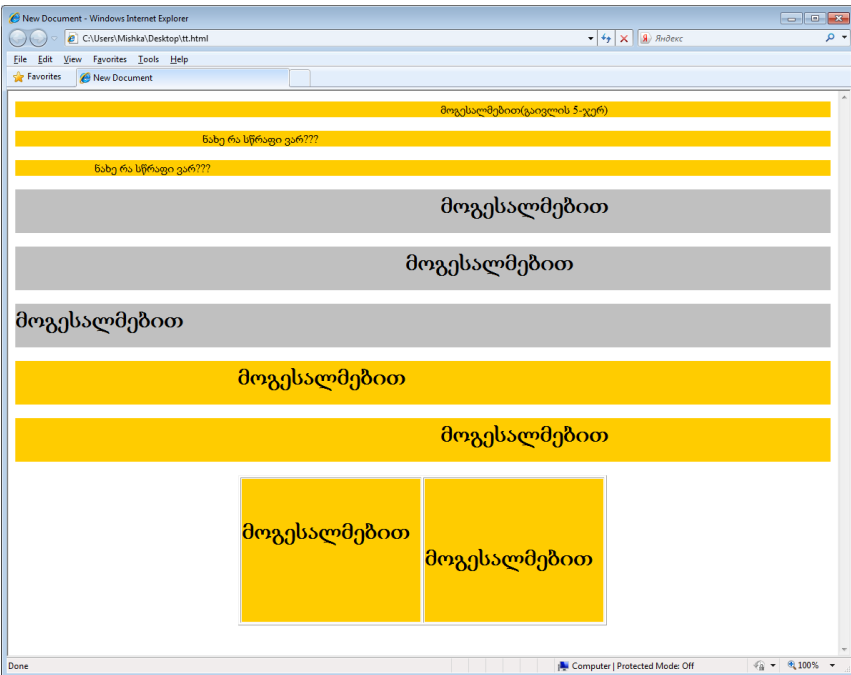 New Document - Windows Internet Explorer
C:\Users\Mishka\Desktop\tt.html
Яндекс
File Edit View Favorites Tools Help
Favorites New Document
მოგესალმებით(გაივლის 5-ჯერ)
ნახე რა სწრაფი ვარ???
ნახე რა სწრაფი ვარ???
მოგესალმებით
მოგესალმებით
მოგესალმებით
მოგესალმებით
მოგესალმებით
მოგესალმებით
მოგესალმებით
Done Computer | Protected Mode: Off 100%